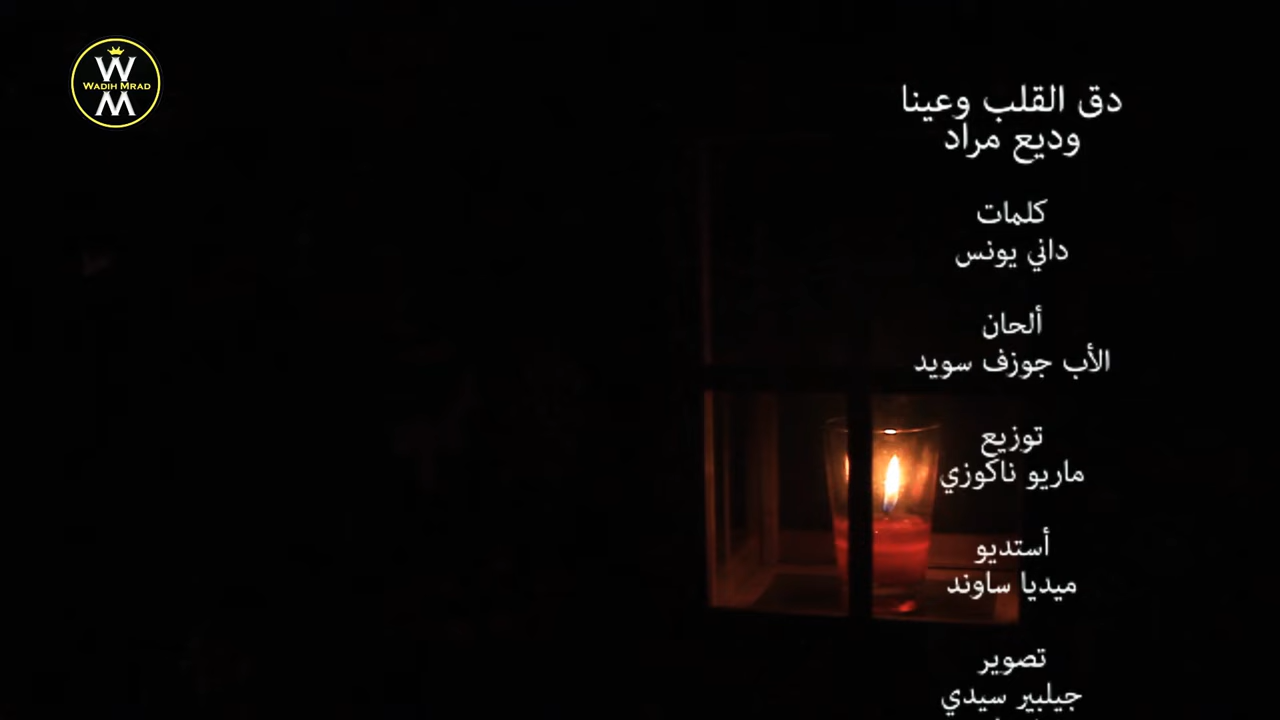 W
WADIH MRAD
M
دق القلب وعينا
وديع مراد
كلمات
داني يونس
ألحان
الأب جوزف سويد
توزيع
ماريو ناكوزي
أستديو
ميديا ساوند
تصوير
جيلبير سيدي